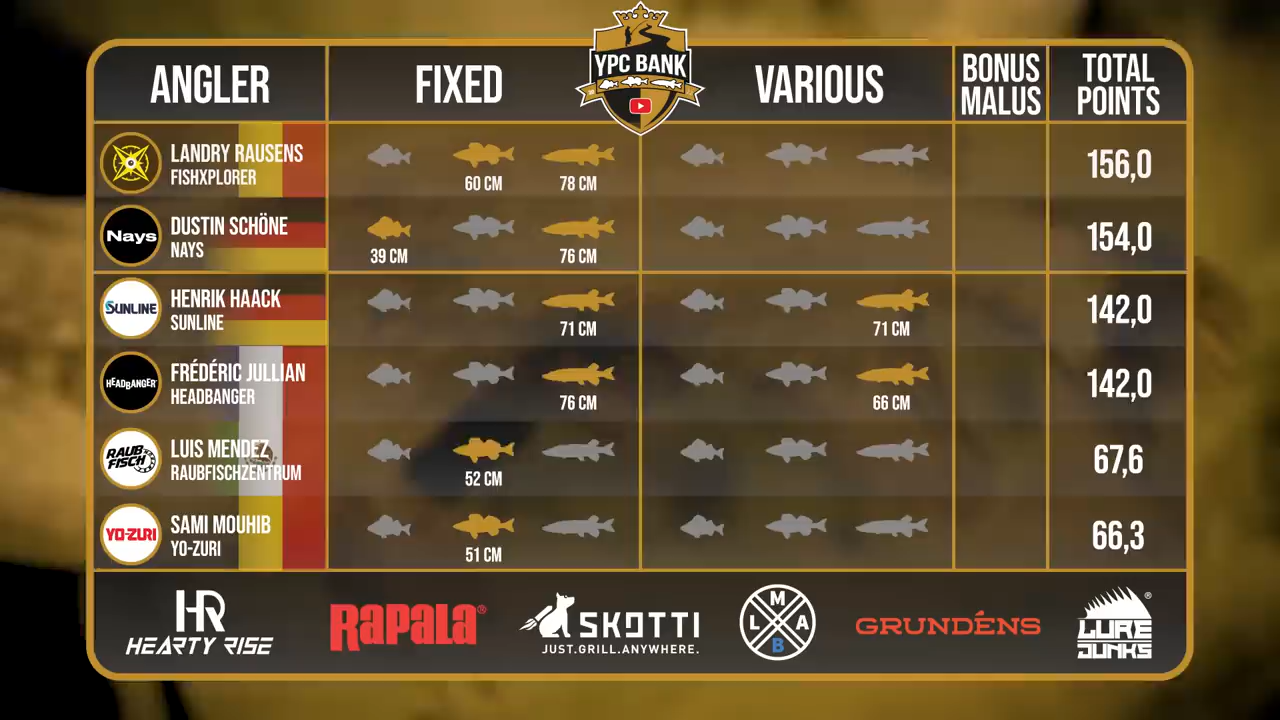 YPC BANK
ANGLER FIXED VARIOUS BONUS MALUS TOTAL POINTS
LANDRY RAUSENS
FISHXPLORER
60 CM 78 CM
156,0
Nays
DUSTIN SCHÖNE
NAYS
39 CM 76 CM
154,0
SUNLINE
HENRIK HAACK
SUNLINE
71 CM 71 CM
142,0
HEADBANGER
FRÉDÉRIC JULLIAN
HEADBANGER
76 CM 66 CM
142,0
RAUB
FISCH
LUIS MENDEZ
RAUBFISCHZENTRUM
52 CM
67,6
YO-ZURI
SAMI MOUHIB
YO-ZURI
51 CM
66,3
HR
HEARTY RISE
RAPALA®
SKOTTI
JUST.GRILL.ANYWHERE.
LMAB
GRUNDÉNS
LURE
JUNKS®